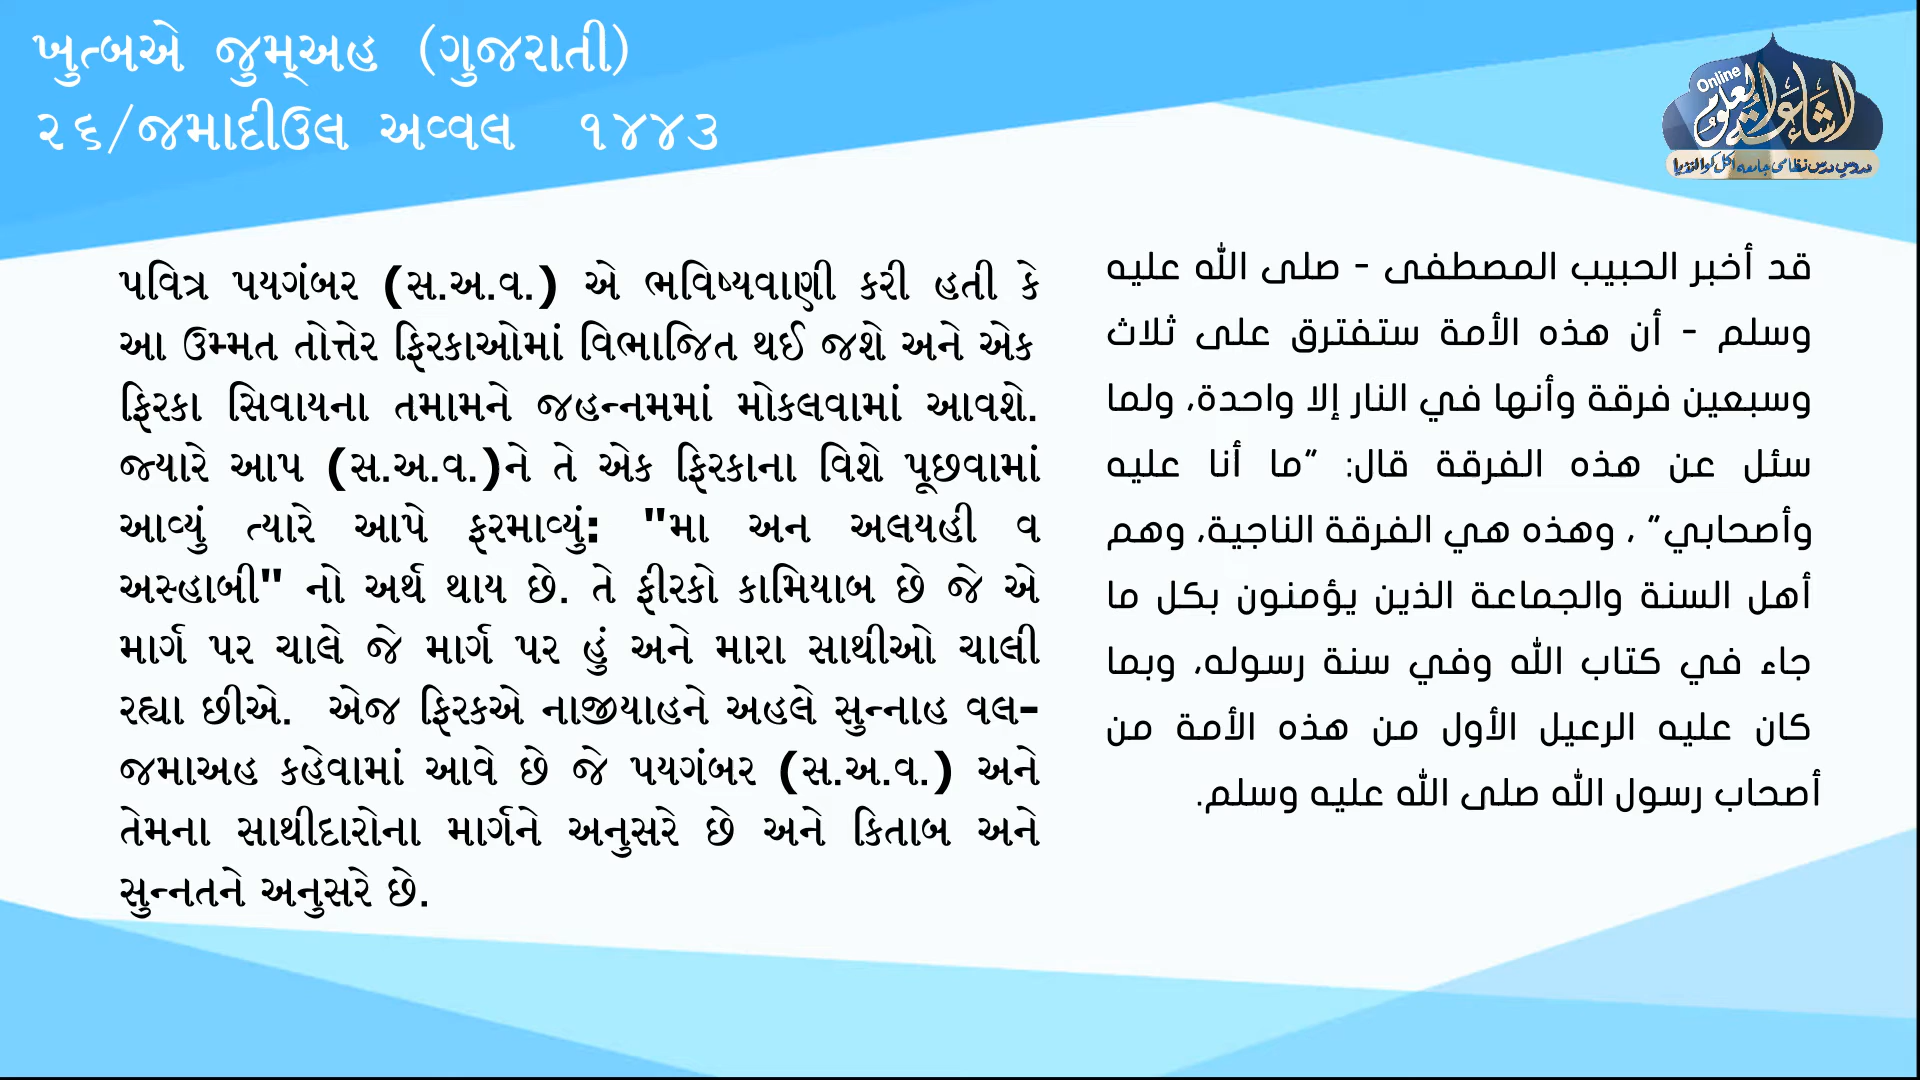 ખુત્બએ જુમ્અહ (ગુજરાતી)
૨૬/જમાદીઉલ અવ્વલ ૧૪૪૩
Online
اشاعة العلوم
પવિત્ર પયગંબર (સ.અ.વ.) એ ભવિષ્યવાણી કરી હતી કે
આ ઉમ્મત તોત્તેર ફિરકાઓમાં વિભાજિત થઈ જશે અને એક
ફિરકા સિવાયના તમામને જહન્નમમાં મોકલવામાં આવશે.
જ્યારે આપ (સ.અ.વ.)ને તે એક ફિરકાના વિશે પૂછવામાં
આવ્યું ત્યારે આપે ફરમાવ્યું: "મા અન અલયહી વ
અસ્હાબી" નો અર્થ થાય છે. તે ફીરકો કામિયાબ છે જે એ
માર્ગ પર ચાલે જે માર્ગ પર હું અને મારા સાથીઓ ચાલી
રહ્યા છીએ. એજ ફિરકએ નાજીયાહને અહલે સુન્નાહ વલ-
જમાઅહ કહેવામાં આવે છે જે પયગંબર (સ.અ.વ.) અને
તેમના સાથીદારોના માર્ગને અનુસરે છે અને કિતાબ અને
સુન્નતને અનુસરે છે.
قد أخبر الحبيب المصطفى - صلى الله عليه
وسلم - أن هذه الأمة ستفترق على ثلاث
وسبعين فرقة وأنها في النار إلا واحدة، ولما
سئل عن هذه الفرقة قال: ”ما أنا عليه
وأصحابي” ، وهذه هي الفرقة الناجية، وهم
أهل السنة والجماعة الذين يؤمنون بكل ما
جاء في كتاب الله وفي سنة رسوله، وبما
كان عليه الرعيل الأول من هذه الأمة من
أصحاب رسول الله صلى الله عليه وسلم.